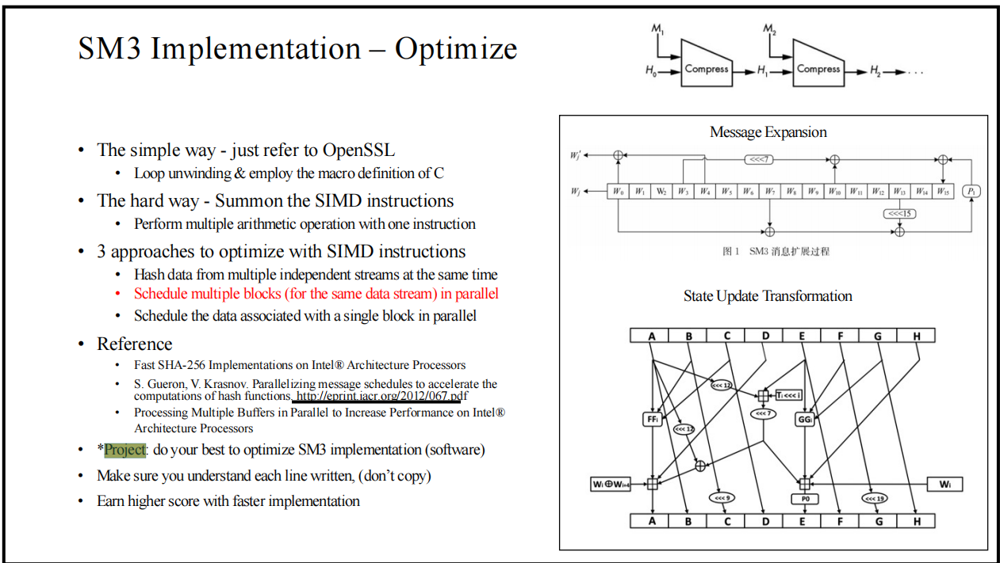 SM3 Implementation – Optimize
M1
M2
H0
Compress
H1
Compress
H2
...
• The simple way - just refer to OpenSSL
• Loop unwinding & employ the macro definition of C
• The hard way - Summon the SIMD instructions
• Perform multiple arithmetic operation with one instruction
• 3 approaches to optimize with SIMD instructions
• Hash data from multiple independent streams at the same time
• Schedule multiple blocks (for the same data stream) in parallel
• Schedule the data associated with a single block in parallel
• Reference
• Fast SHA-256 Implementations on Intel® Architecture Processors
• S. Gueron, V. Krasnov. Parallelizing message schedules to accelerate the
computations of hash functions, http://eprint.iacr.org/2012/067.pdf
• Processing Multiple Buffers in Parallel to Increase Performance on Intel®
Architecture Processors
• *Project: do your best to optimize SM3 implementation (software)
• Make sure you understand each line written, (don’t copy)
• Earn higher score with faster implementation
Message Expansion
Wj'
<<<7
Wj
W0 W1 W2 W3 W4 W5 W6 W7 W8 W9 W10 W11 W12 W13 W14 W15
P1
<<<15
图 1 SM3 消息扩展过程
State Update Transformation
A B C D E F G H
<<< 12
Ti <<< i
<<< 7
FFi
GGi
<<< 12
Wi⊕Wi+4
Wi
<<< 9
P0
<<< 19
A B C D E F G H